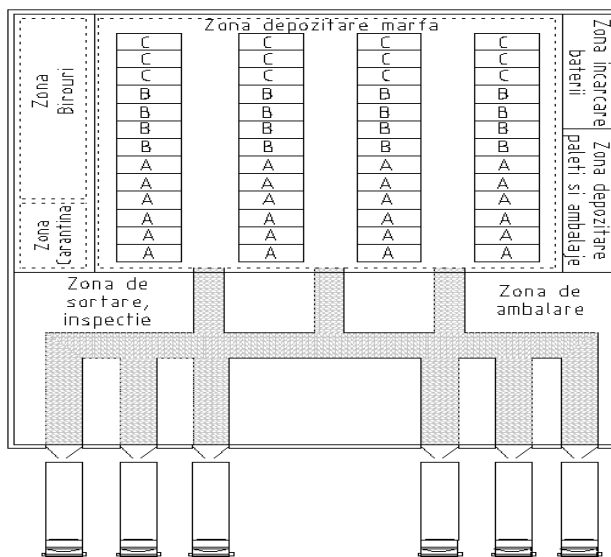 Zona depozitare marfa
Zona
Birouri
Zona
Carantina
C C C C
C C C C
C C C C
B B B B
B B B B
B B B B
B B B B
A A A A
A A A A
A A A A
A A A A
A A A A
A A A A
Zona incarcare
baterii
Zona depozitare
paleti si ambalaje
Zona de
sortare,
inspectie
Zona de
ambalare